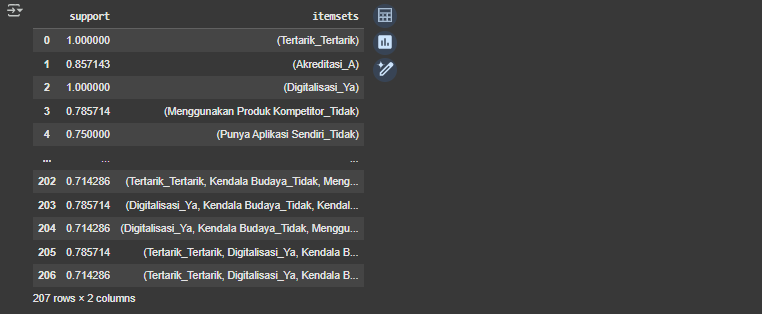 support itemsets
0 1.000000 (Tertarik_Tertarik)
1 0.857143 (Akreditasi_A)
2 1.000000 (Digitalisasi_Ya)
3 0.785714 (Menggunakan Produk Kompetitor_Tidak)
4 0.750000 (Punya Aplikasi Sendiri_Tidak)
... ... ...
202 0.714286 (Tertarik_Tertarik, Kendala Budaya_Tidak, Meng...
203 0.785714 (Digitalisasi_Ya, Kendala Budaya_Tidak, Kendal...
204 0.714286 (Digitalisasi_Ya, Kendala Budaya_Tidak, Menggu...
205 0.785714 (Tertarik_Tertarik, Digitalisasi_Ya, Kendala B...
206 0.714286 (Tertarik_Tertarik, Digitalisasi_Ya, Kendala B...
207 rows × 2 columns